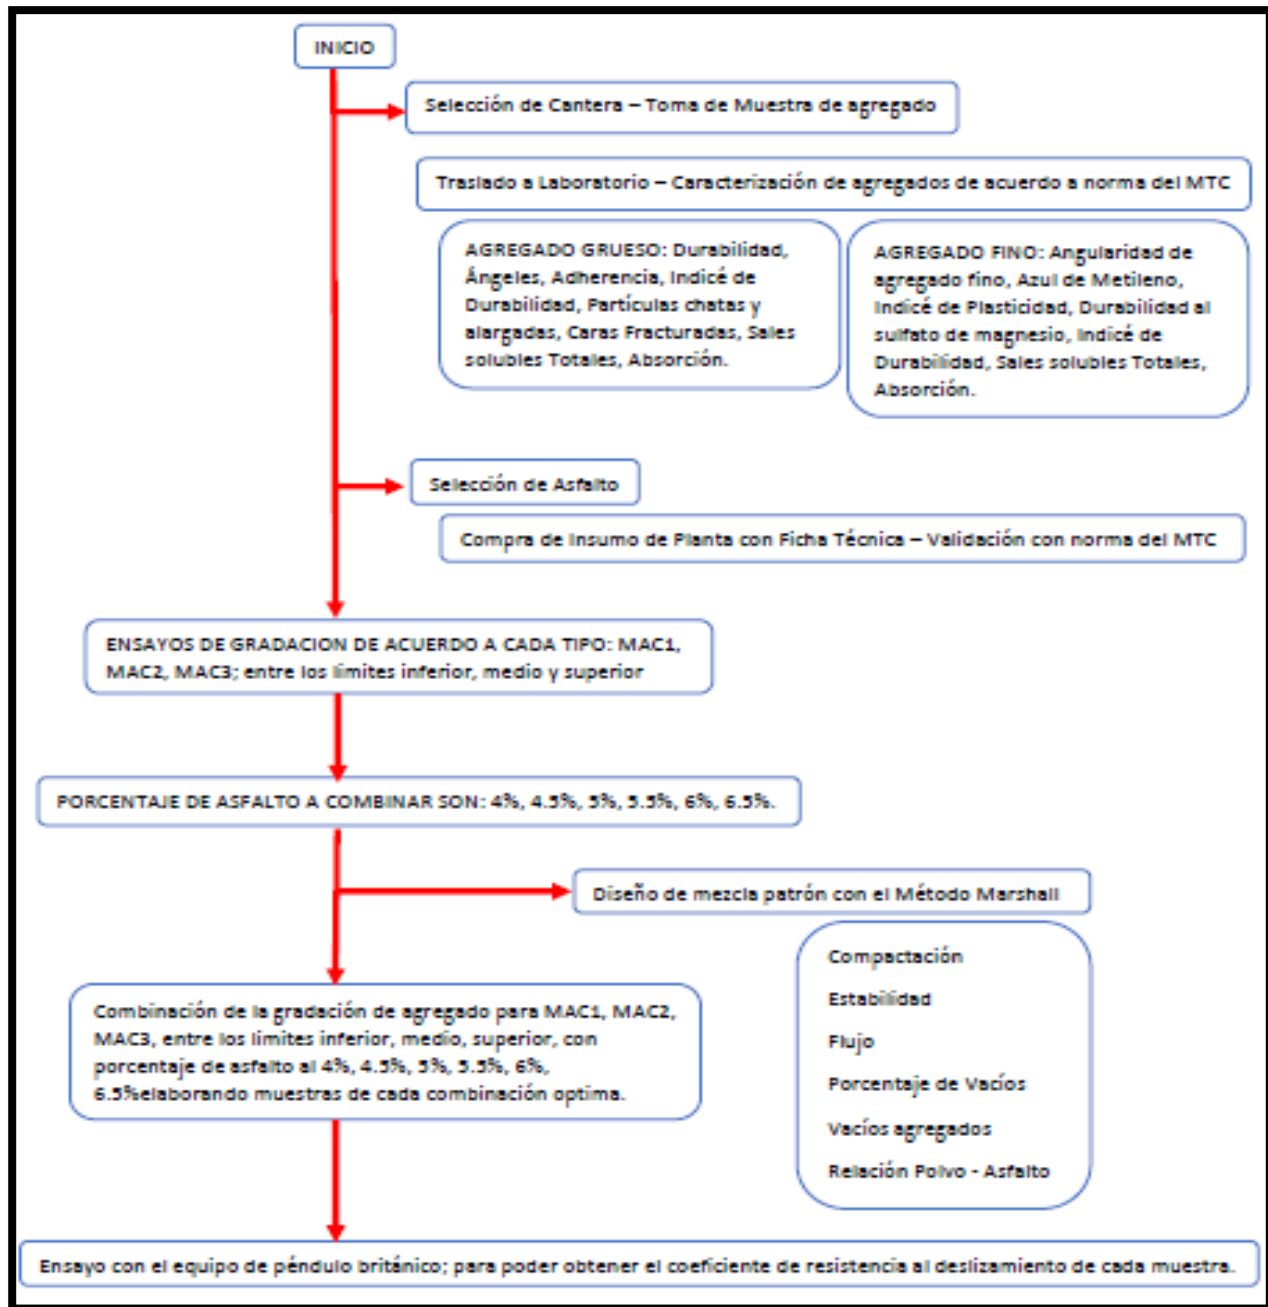 INICIO
Selección de Cantera – Toma de Muestra de agregado
Traslado a Laboratorio – Caracterización de agregados de acuerdo a norma del MTC
AGREGADO GRUESO: Durabilidad,
Ángeles, Adherencia, Indicé de
Durabilidad, Partículas chatas y
alargadas, Caras Fracturadas, Sales
solubles Totales, Absorción.
AGREGADO FINO: Angularidad de
agregado fino, Azul de Metileno,
Indicé de Plasticidad, Durabilidad al
sulfato de magnesio, Indicé de
Durabilidad, Sales solubles Totales,
Absorción.
Selección de Asfalto
Compra de Insumo de Planta con Ficha Técnica – Validación con norma del MTC
ENSAYOS DE GRADACION DE ACUERDO A CADA TIPO: MAC1,
MAC2, MAC3; entre los límites inferior, medio y superior
PORCENTAJE DE ASFALTO A COMBINAR SON: 4%, 4.5%, 5%, 5.5%, 6%, 6.5%.
Diseño de mezcla patrón con el Método Marshall
Compactación
Estabilidad
Flujo
Porcentaje de Vacíos
Vacíos agregados
Relación Polvo - Asfalto
Combinación de la gradación de agregado para MAC1, MAC2,
MAC3, entre los límites inferior, medio, superior, con
porcentaje de asfalto al 4%, 4.5%, 5%, 5.5%, 6%,
6.5%elaborando muestras de cada combinación optima.
Ensayo con el equipo de péndulo británico; para poder obtener el coeficiente de resistencia al deslizamiento de cada muestra.